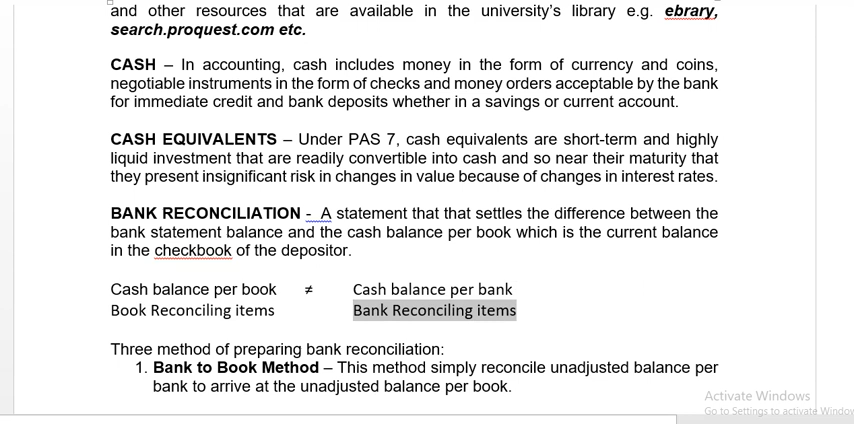 and other resources that are available in the university's library e.g. ebrary,
search.proquest.com etc.
CASH – In accounting, cash includes money in the form of currency and coins,
negotiable instruments in the form of checks and money orders acceptable by the bank
for immediate credit and bank deposits whether in a savings or current account.
CASH EQUIVALENTS – Under PAS 7, cash equivalents are short-term and highly
liquid investment that are readily convertible into cash and so near their maturity that
they present insignificant risk in changes in value because of changes in interest rates.
BANK RECONCILIATION - A statement that that settles the difference between the
bank statement balance and the cash balance per book which is the current balance
in the checkbook of the depositor.
Cash balance per book ≠ Cash balance per bank
Book Reconciling items Bank Reconciling items
Three method of preparing bank reconciliation:
1. Bank to Book Method – This method simply reconcile unadjusted balance per
bank to arrive at the unadjusted balance per book.
Activate Windows
Go to Settings to activate Window